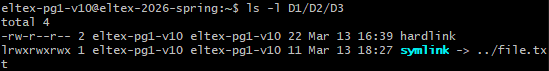 eltex-pg1-v10@eltex-2026-spring:~$ ls -l D1/D2/D3
total 4
-rw-r--r-- 2 eltex-pg1-v10 eltex-pg1-v10 22 Mar 13 16:39 hardlink
lrwxrwxrwx 1 eltex-pg1-v10 eltex-pg1-v10 11 Mar 13 18:27 symlink -> ../file.tx
t